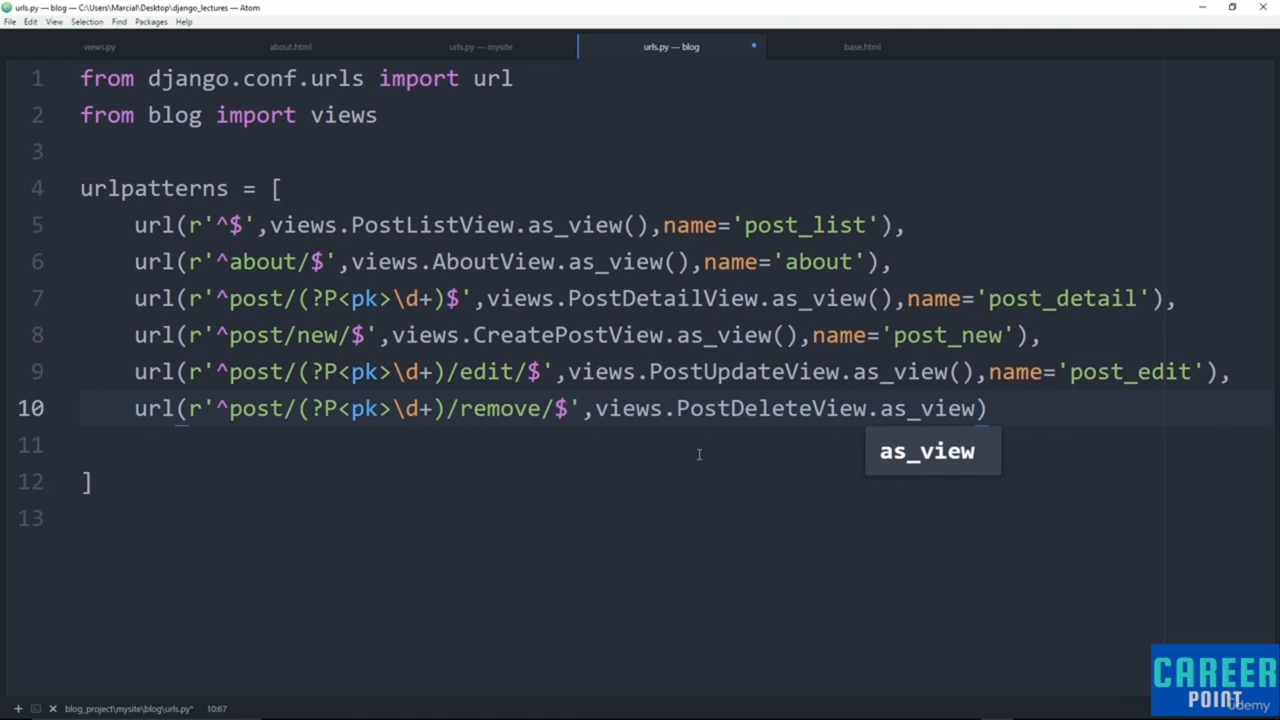 urls.py — blog — C:\Users\Marcial\Desktop\django_lectures — Atom
File Edit View Selection Find Packages Help
views.py about.html urls.py — mysite urls.py — blog base.html
1 from django.conf.urls import url
2 from blog import views
3
4 urlpatterns = [
5 url(r'^$',views.PostListView.as_view(),name='post_list'),
6 url(r'^about/$',views.AboutView.as_view(),name='about'),
7 url(r'^post/(?P<pk>\d+)$',views.PostDetailView.as_view(),name='post_detail'),
8 url(r'^post/new/$',views.CreatePostView.as_view(),name='post_new'),
9 url(r'^post/(?P<pk>\d+)/edit/$',views.PostUpdateView.as_view(),name='post_edit'),
10 url(r'^post/(?P<pk>\d+)/remove/$',views.PostDeleteView.as_view)
11
as_view
12 ]
13
CAREER
POINT
udemy
blog_project\mysite\blog\urls.py* 10:67